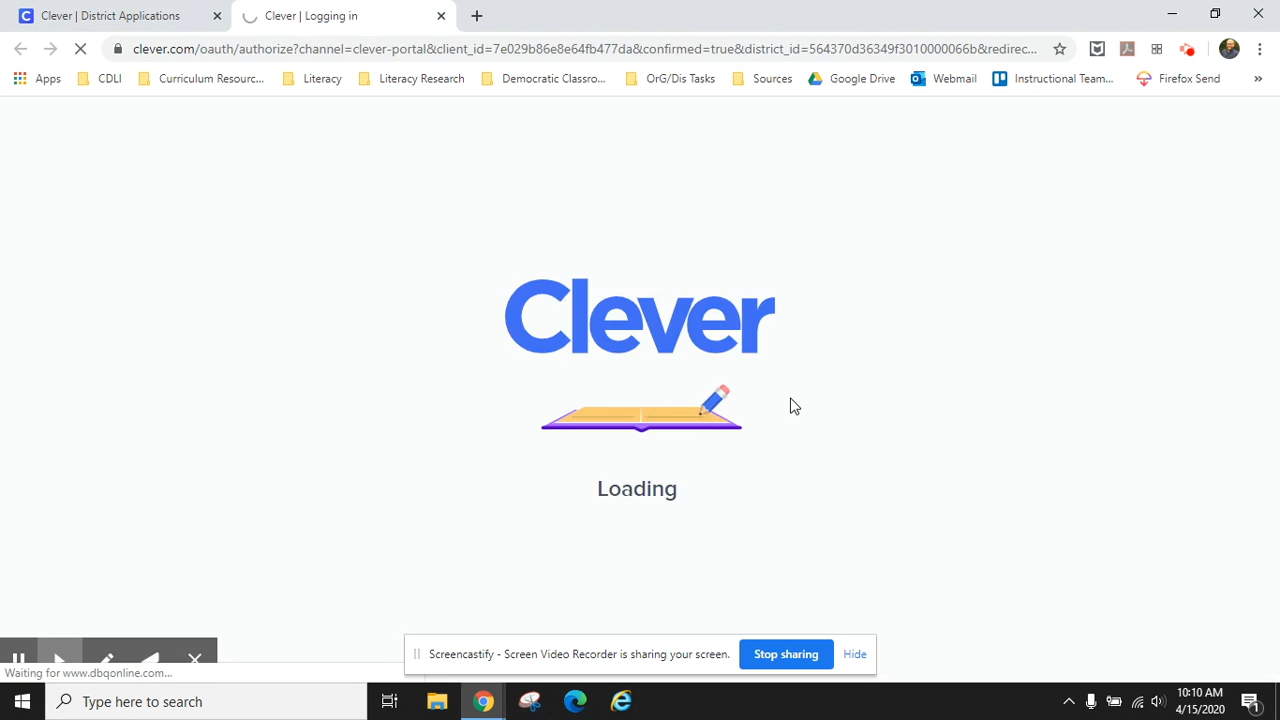 Clever | District Applications
Clever | Logging in
clever.com/oauth/authorize?channel=clever-portal&client_id=7e029b86e8e64fb477da&confirmed=true&district_id=564370d36349f3010000066b&redirec...
Apps CDLI Curriculum Resourc... Literacy Literacy Research Democratic Classro... OrG/Dis Tasks Sources Google Drive Webmail Instructional Team... Firefox Send »
Clever
Loading
Screencastify - Screen Video Recorder is sharing your screen. Stop sharing Hide
Waiting for www.dbqonline.com...
Type here to search
10:10 AM
4/15/2020
1